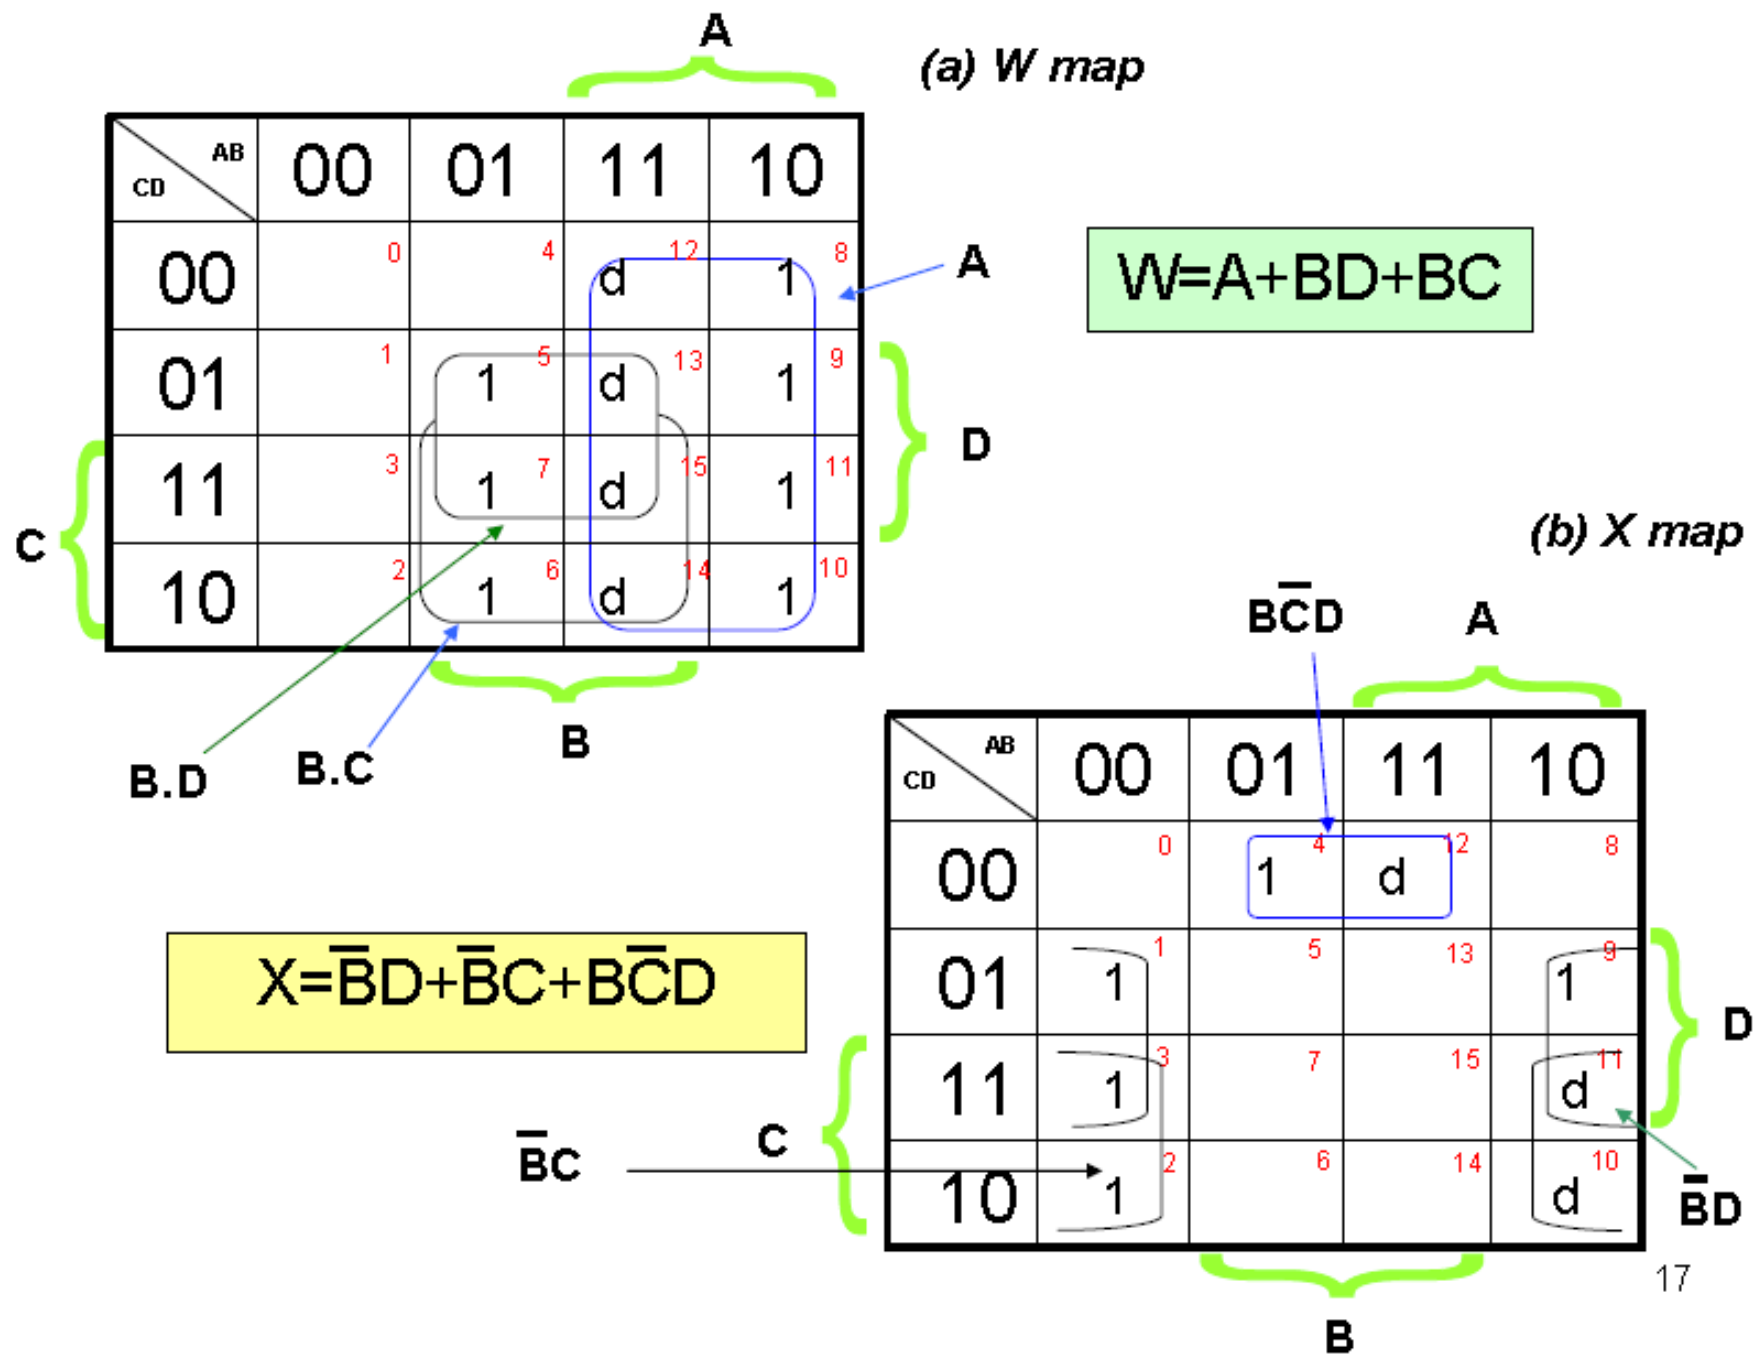 A
(a) W map
AB
CD
00 01 11 10
00 0 4 12 d 8 1
A
W=A+BD+BC
01 1 5 1 13 d 9 1
D
11 3 7 1 15 d 11 1
C
10 2 6 1 14 d 10 1
B
B.D
B.C
(b) X map
BC̅D
A
AB
CD
00 01 11 10
00 0 4 1 12 d 8
X=B̅D+B̅C+BC̅D
01 1 1 5 13 9 1
D
11 3 1 7 15 11 d
C
B̅C
10 2 1 6 14 10 d
B̅D
B
17